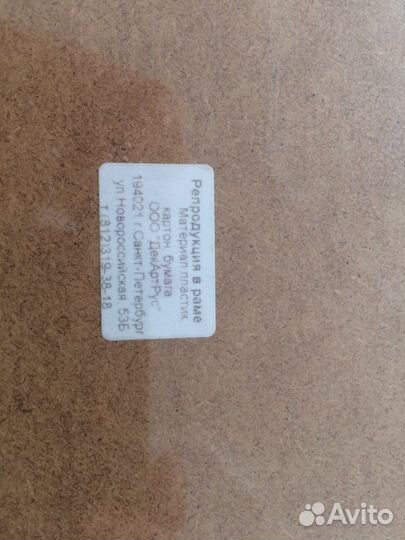 Репродукция в раме
Материал:пластик
картон. бумага
ООО "ДекАртРус"
194021 г.Санкт-Петербург
ул. Новороссийская 53Б
т.(812)319-38-18
Avito